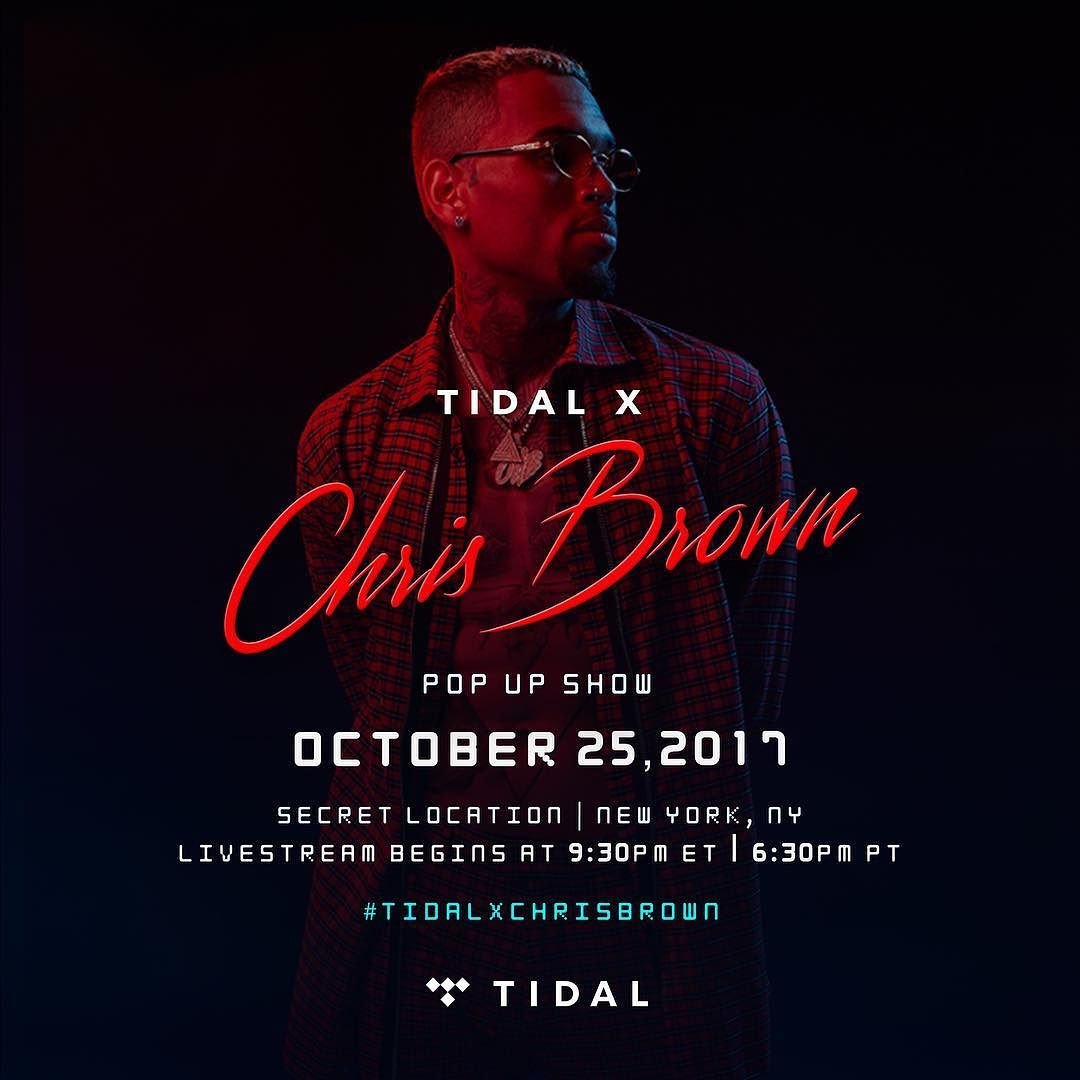 TIDAL X
Chris Brown
POP UP SHOW
OCTOBER 25,2017
SECRET LOCATION | NEW YORK, NY
LIVESTREAM BEGINS AT 9:30PM ET | 6:30PM PT
#TIDALXCHRISBROWN
TIDAL